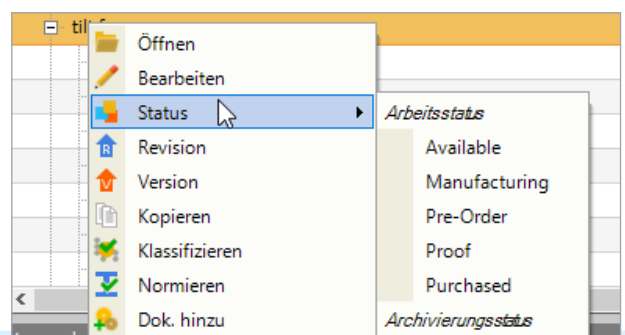 Öffnen
Bearbeiten
Status
Revision
Version
Kopieren
Klassifizieren
Normieren
Dok. hinzu
Arbeitsstatus
Available
Manufacturing
Pre-Order
Proof
Purchased
Archivierungsstatus